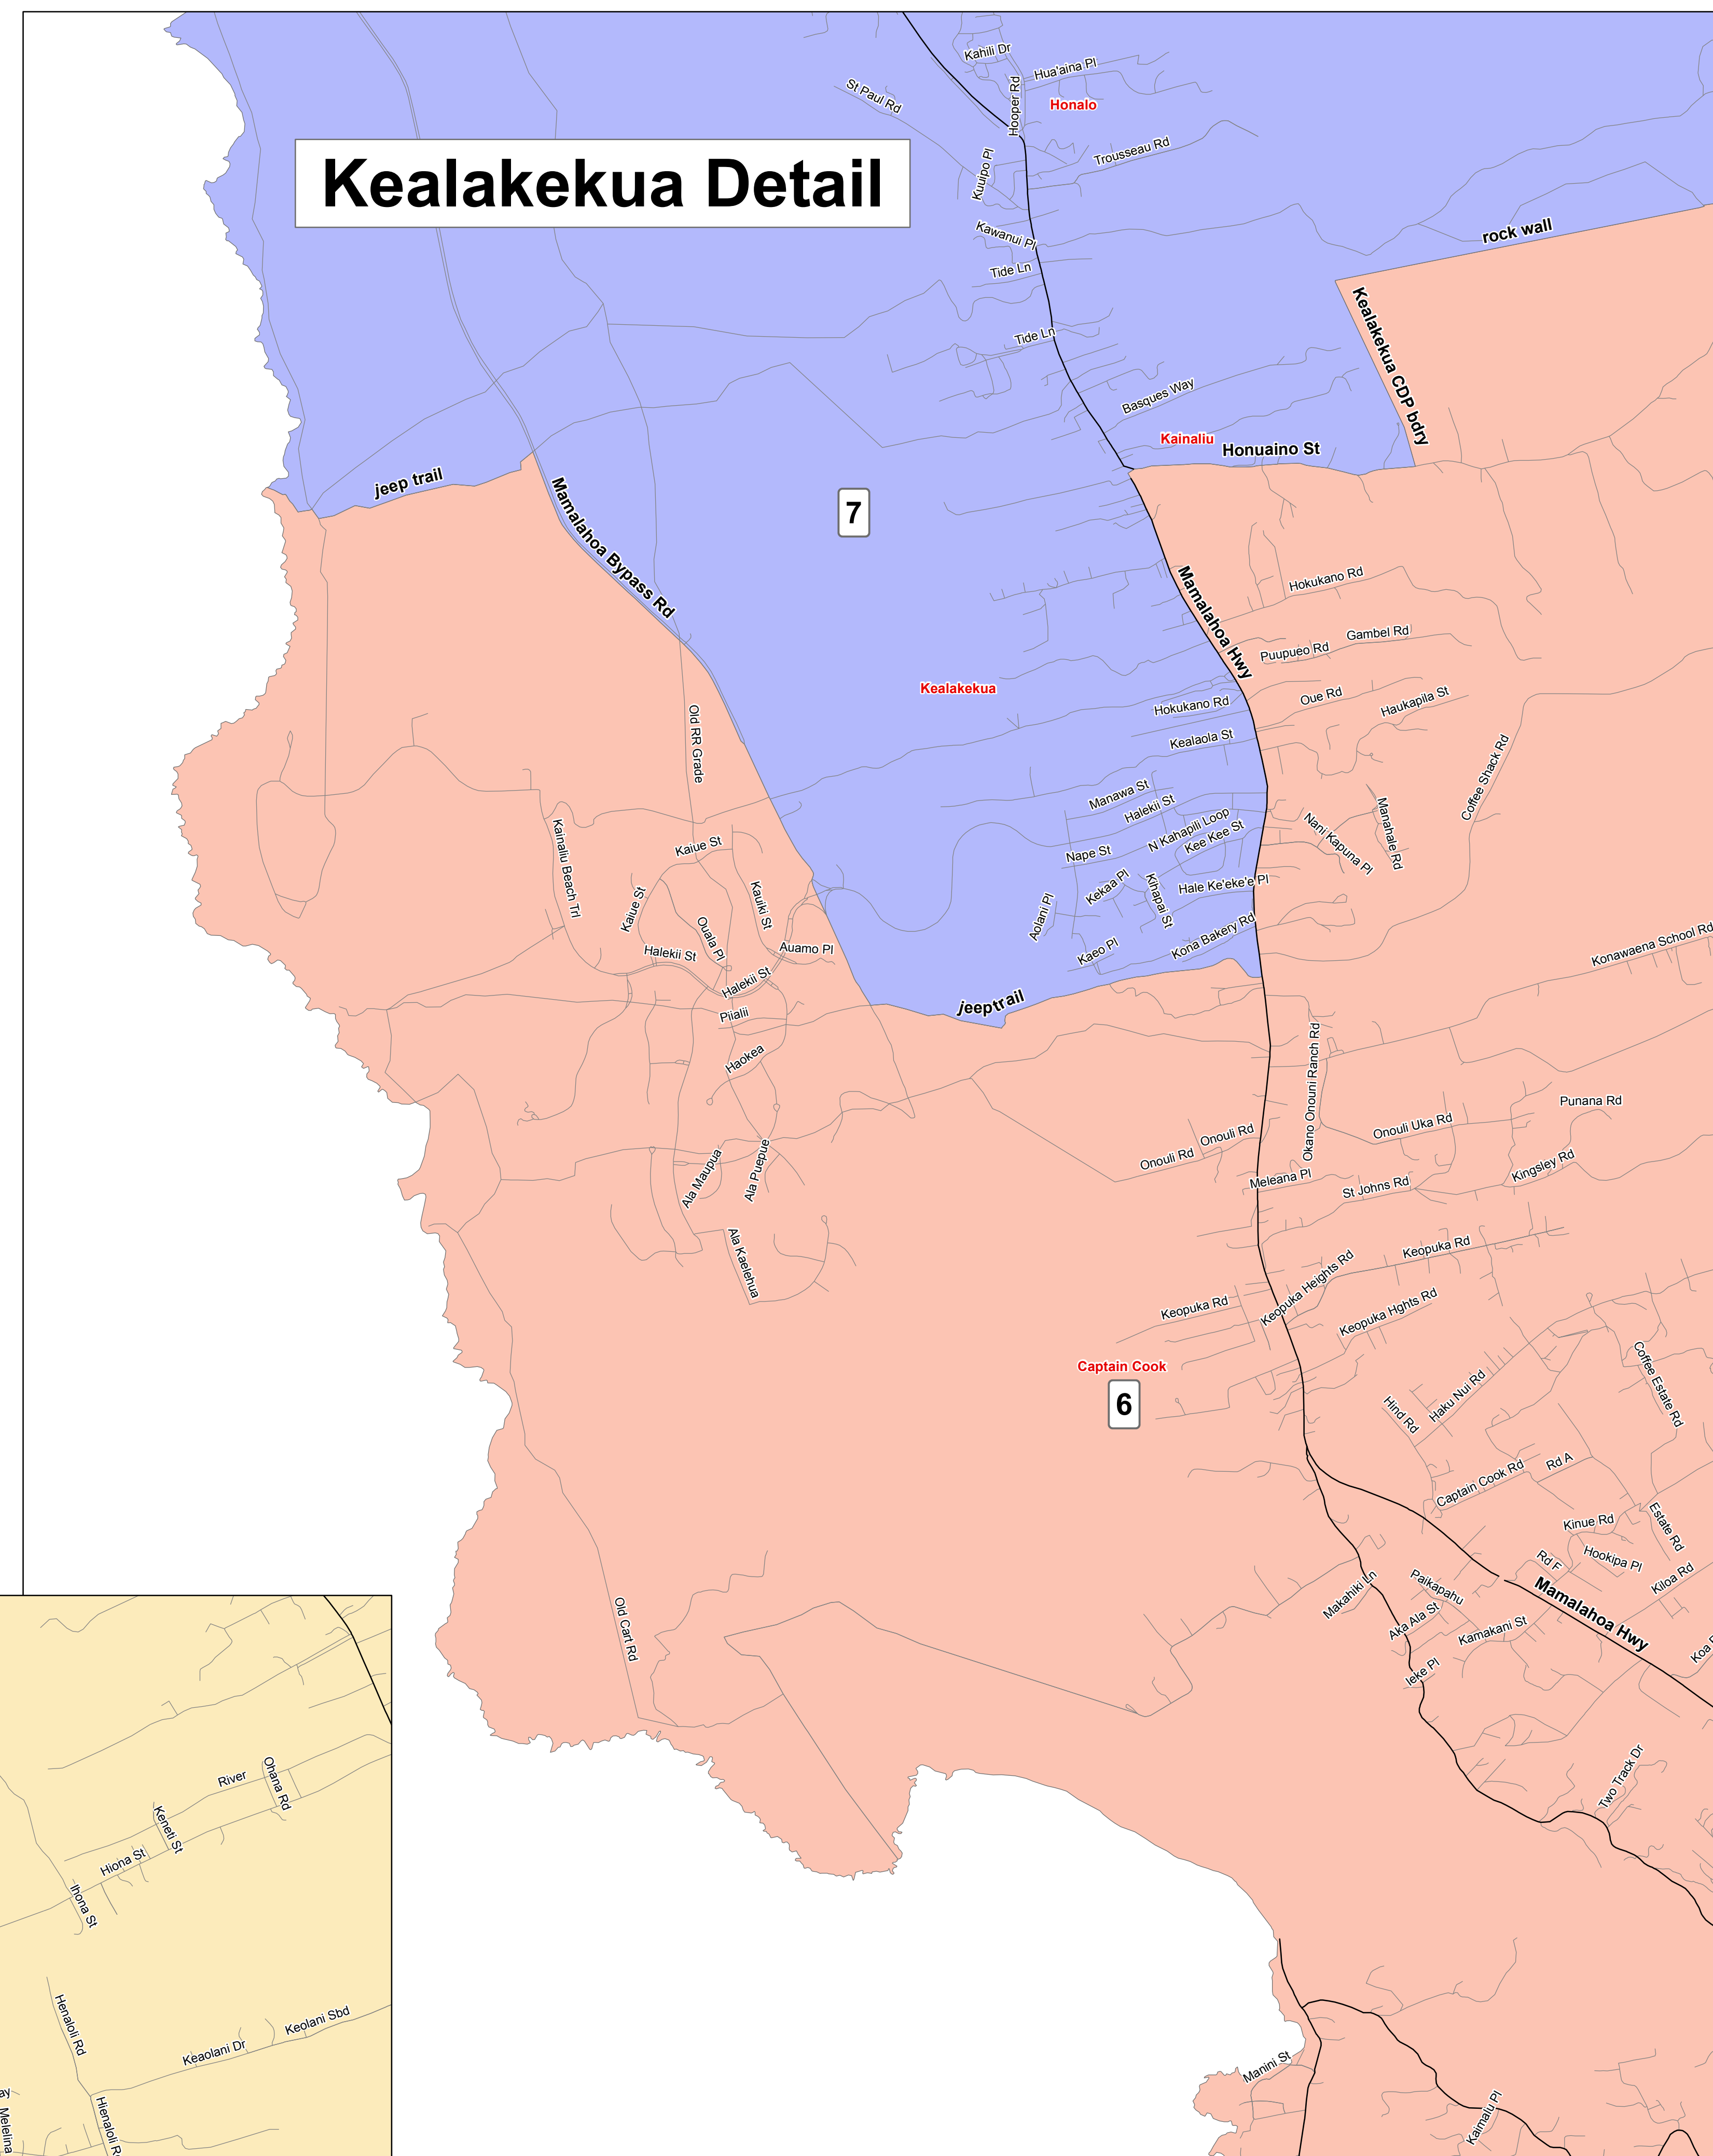 Kahili Dr
Hua'aina Pl
St Paul Rd
Hooper Rd
Honalo
Kealakekua Detail
Trousseau Rd
Kuuipo Pl
rock wall
Kawanui Pl
Tide Ln
Kealakekua CDP bdry
Tide Ln
Basques Way
Kainaliu
Honuaino St
jeep trail
7
Mamalahoa Bypass Rd
Mamalahoa Hwy
Hokukano Rd
Gambel Rd
Puupueo Rd
Kealakekua
Oue Rd
Haukapila St
Hokukano Rd
Old RR Grade
Kealaola St
Coffee Shack Rd
Manawa St
Halekii St
N Kahapili Loop
Kee Kee St
Nani Kapuna Pl
Manahale Rd
Kainaliu Beach Trl
Kaiue St
Nape St
Kekaa Pl
Kihapai St
Hale Ke'eke'e Pl
Kaiue St
Kauiki St
Ouala Pl
Aolani Pl
Kona Bakery Rd
Konawaena School Rd
Halekii St
Auamo Pl
Kaeo Pl
Halekii St
jeeptrail
Piialii
Haokea
Okano Onouni Ranch Rd
Punana Rd
Onouli Uka Rd
Onouli Rd
Onouli Rd
Kingsley Rd
Ala Maupua
Ala Puepue
Meleana Pl
St Johns Rd
Ala Kaelehua
Keopuka Rd
Keopuka Heights Rd
Keopuka Rd
Keopuka Hghts Rd
Captain Cook
6
Coffee Estate Rd
Hind Rd
Haku Nui Rd
Captain Cook Rd
Rd A
Kinue Rd
Estate Rd
Rd F
Hookipa Pl
Kiloa Rd
Makahiki Ln
Paikapahu
Mamalahoa Hwy
Aka Ala St
Kamakani St
Koa
Ieke Pl
Old Cart Rd
Two Track Dr
River
Ohana Rd
Keneti St
Hiona St
Ihona St
Henaloli Rd
Keolani Sbd
Keaolani Dr
Manini St
Kaimalu Pl
ay
Melelina
Hienaloli R